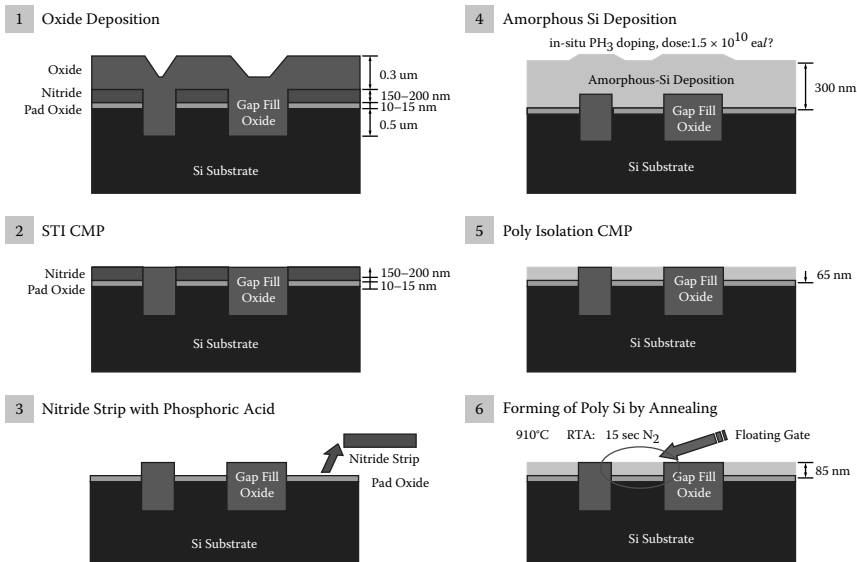 1 Oxide Deposition
Oxide
Nitride
Pad Oxide
0.3 um
150–200 nm
10–15 nm
0.5 um
Gap Fill
Oxide
Si Substrate
2 STI CMP
Nitride
Pad Oxide
150–200 nm
10–15 nm
Gap Fill
Oxide
Si Substrate
3 Nitride Strip with Phosphoric Acid
Nitride Strip
Pad Oxide
Gap Fill
Oxide
Si Substrate
4 Amorphous Si Deposition
in-situ PH3 doping, dose:1.5 × 10^10 eal?
Amorphous-Si Deposition
300 nm
Gap Fill
Oxide
Si Substrate
5 Poly Isolation CMP
65 nm
Gap Fill
Oxide
Si Substrate
6 Forming of Poly Si by Annealing
910°C RTA: 15 sec N2
Floating Gate
85 nm
Gap Fill
Oxide
Si Substrate